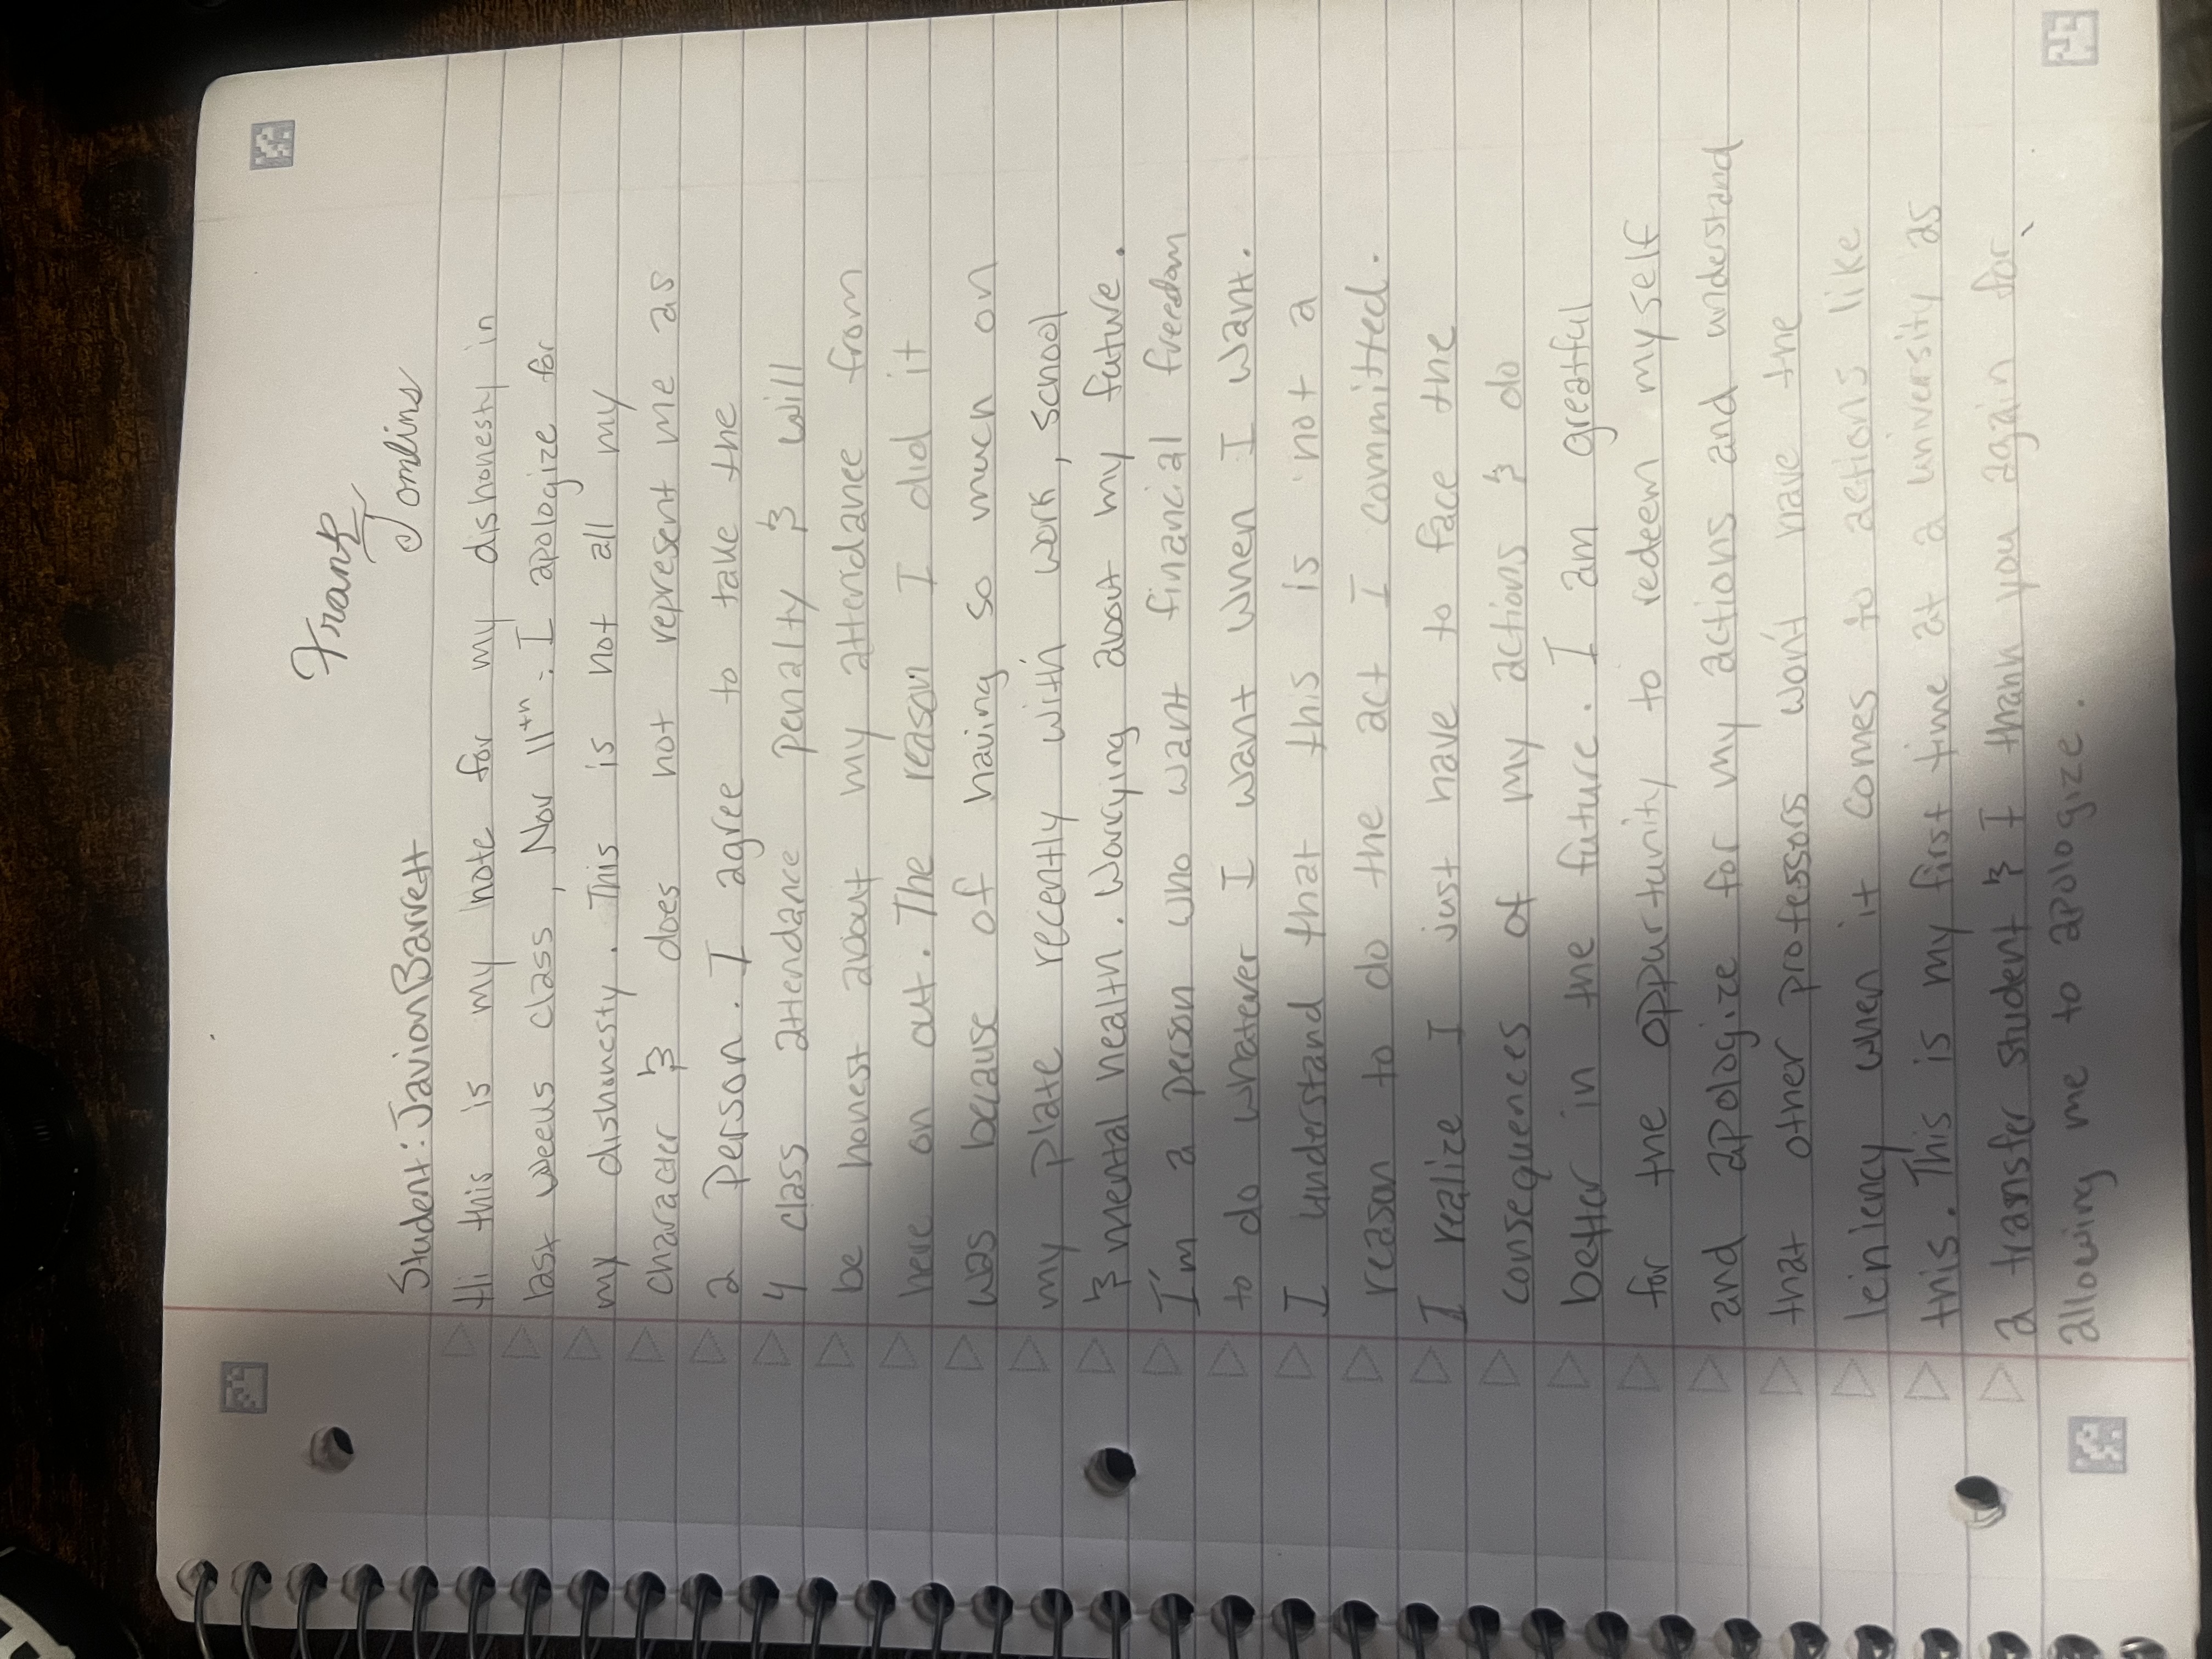 Frank
Tomlins
Student: Javion Barrett
Hi this is my note for my dishonesty in
last weeks class, Nov 11th. I apologize for
my dishonesty. This is not all my
character & does not represent me as
a person. I agree to take the
4 class attendance penalty & will
be honest about my attendance from
here on out. The reason I did it
was because of having so much on
my plate recently with work, school
& mental health. Worrying about my future.
I'm a person who want financial freedom
to do whatever I want when I want.
I understand that this is not a
reason to do the act I committed.
I realize I just have to face the
consequences of my actions & do
better in the future. I am greatful
for the oppurtunity to redeem myself
and apologize for my actions and understand
that other professors won't have the
leiniency when it comes to actions like
this. This is my first time at a university as
a transfer student & I thank you again for
allowing me to apologize.